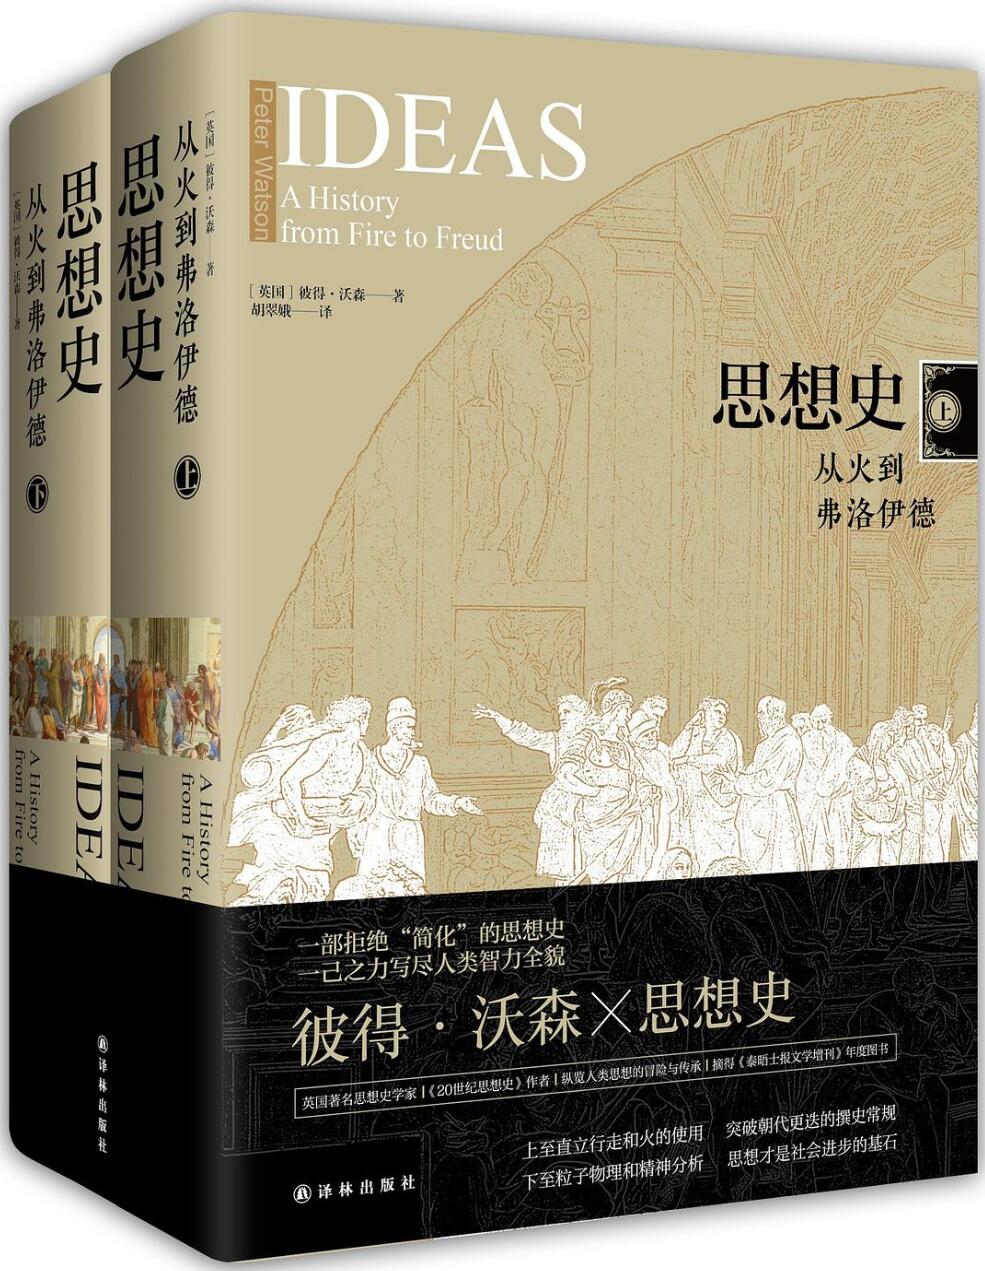 IDEAS
Peter Watson
A History
from Fire to Freud
[英国]彼得·沃森——著
胡翠娥——译
思想史
上
从火到
弗洛伊德
一部拒绝“简化”的思想史
一己之力写尽人类智力全貌
彼得·沃森×思想史
英国著名思想史学家|《20世纪思想史》作者|纵览人类思想的冒险与传承|摘得《泰晤士报文学增刊》年度图书
上至直立行走和火的使用 突破朝代更迭的撰史常规
下至粒子物理和精神分析 思想才是社会进步的基石
译林出版社
[英国]彼得·沃森——著
从火到弗洛伊德
上
思想史
A History
from Fire to
IDEA
思想史
从火到弗洛伊德
下
[英国]彼得·沃森——著
IDEA
A History
from Fire to
译林出版社